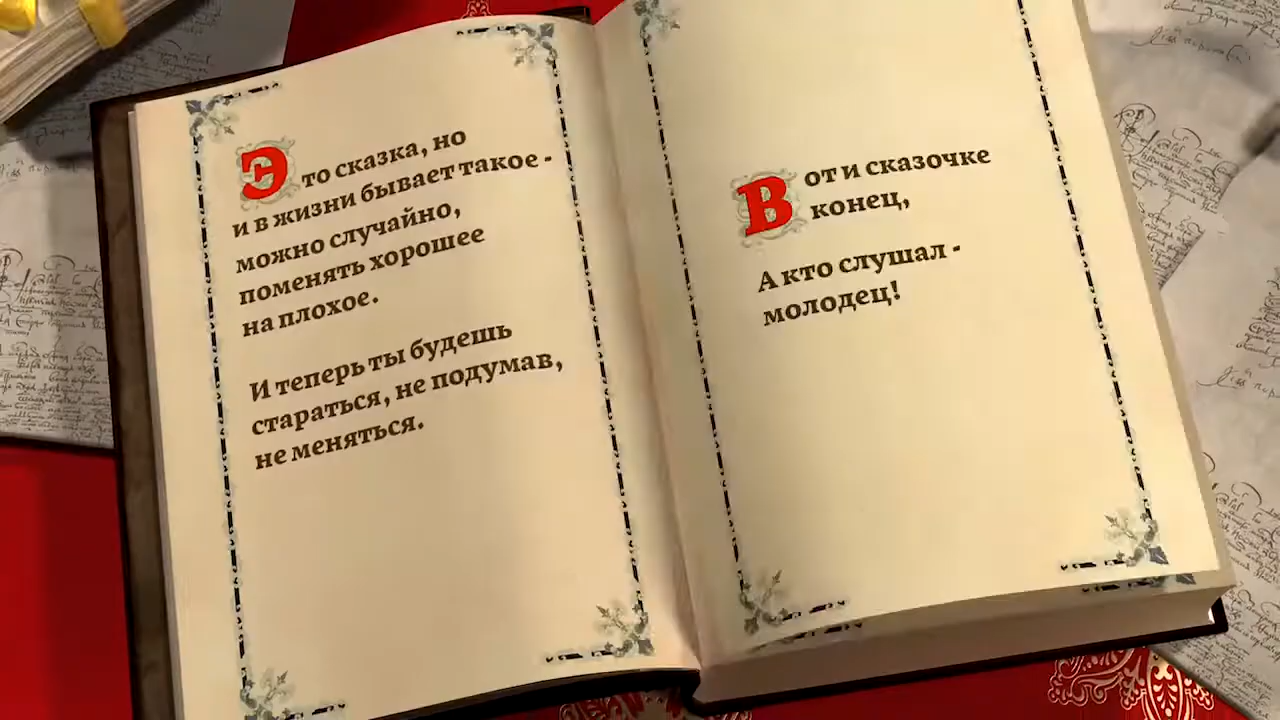 Это сказка, но
и в жизни бывает такое -
можно случайно,
поменять хорошее
на плохое.
И теперь ты будешь
стараться, не подумав,
не меняться.
Вот и сказочке
конец,
А кто слушал -
молодец!